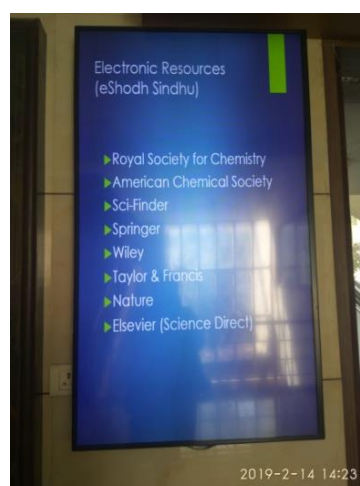 Electronic Resources
(eShodh Sindhu)
Royal Society for Chemistry
American Chemical Society
Sci-Finder
Springer
Wiley
Taylor & Francis
Nature
Elsevier (Science Direct)
2019-2-14 14:23